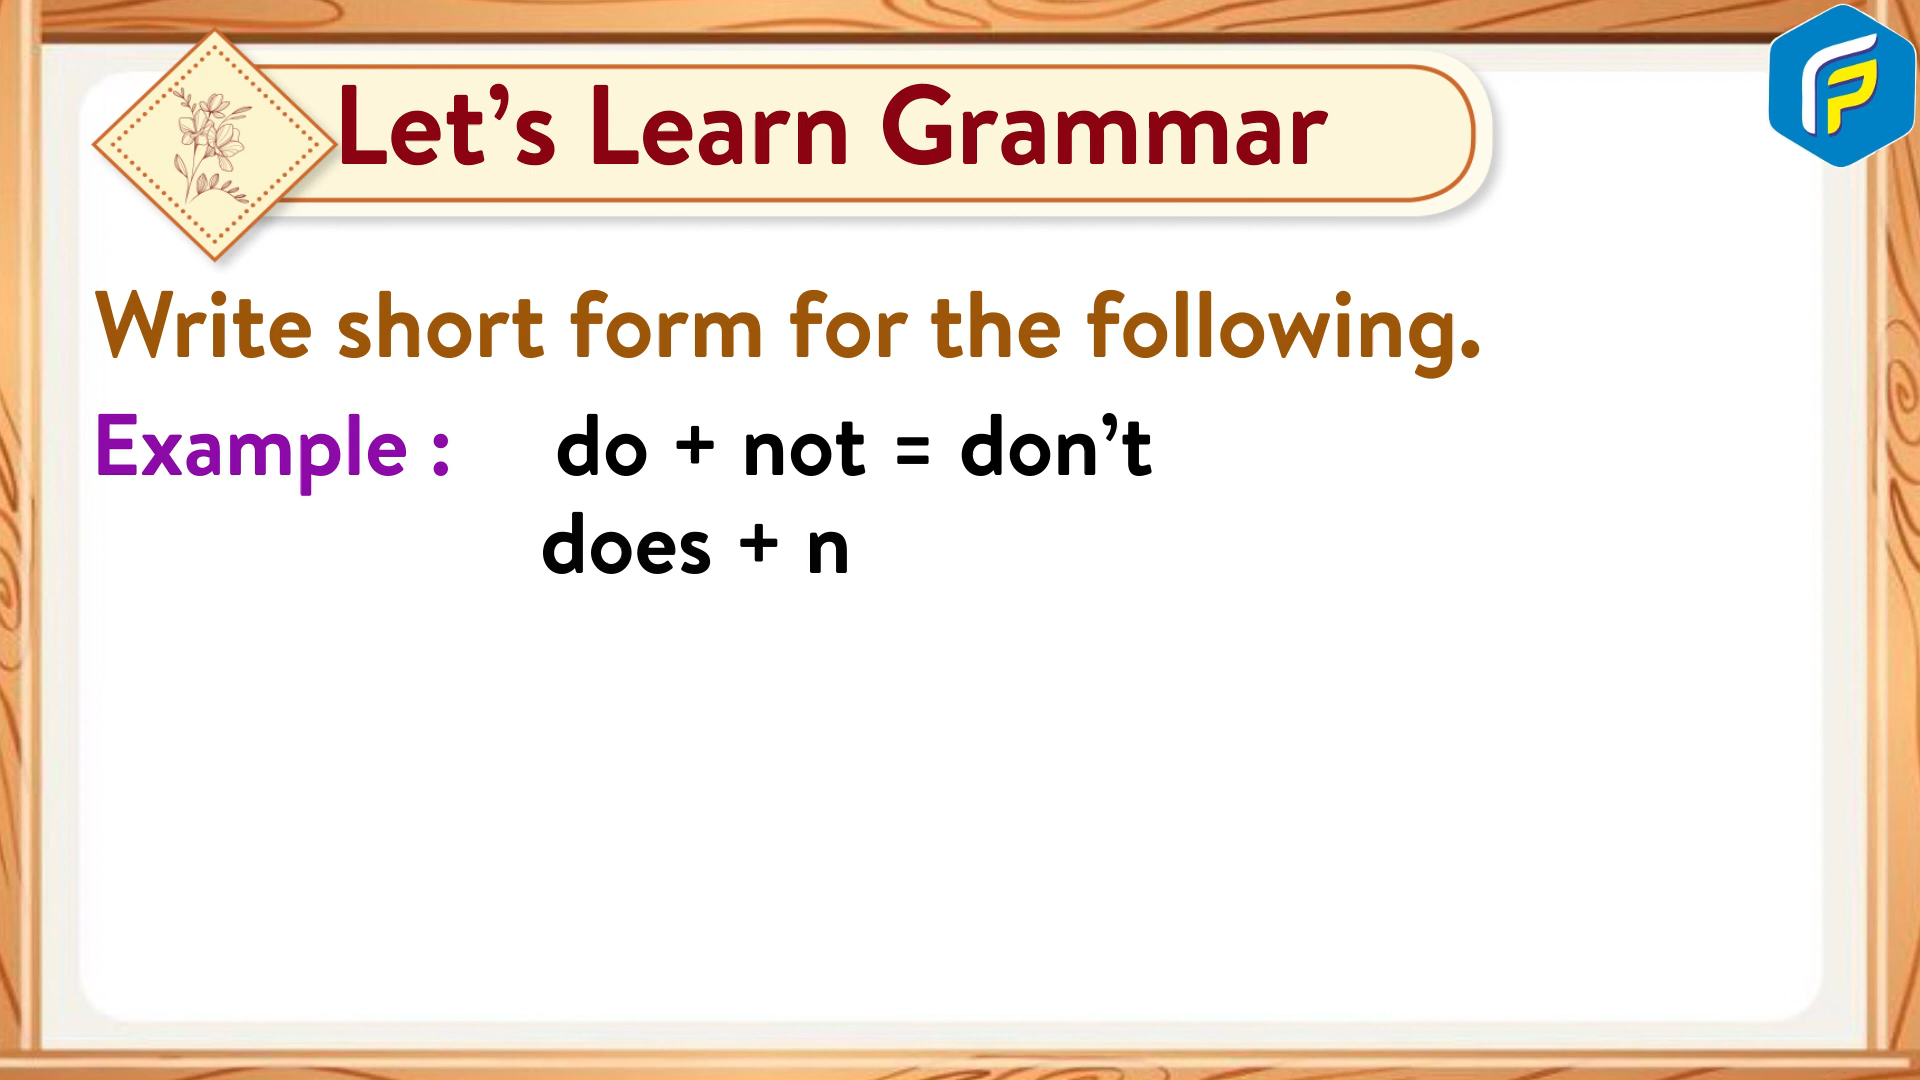 Let’s Learn Grammar
Write short form for the following.
Example : do + not = don’t
does + n